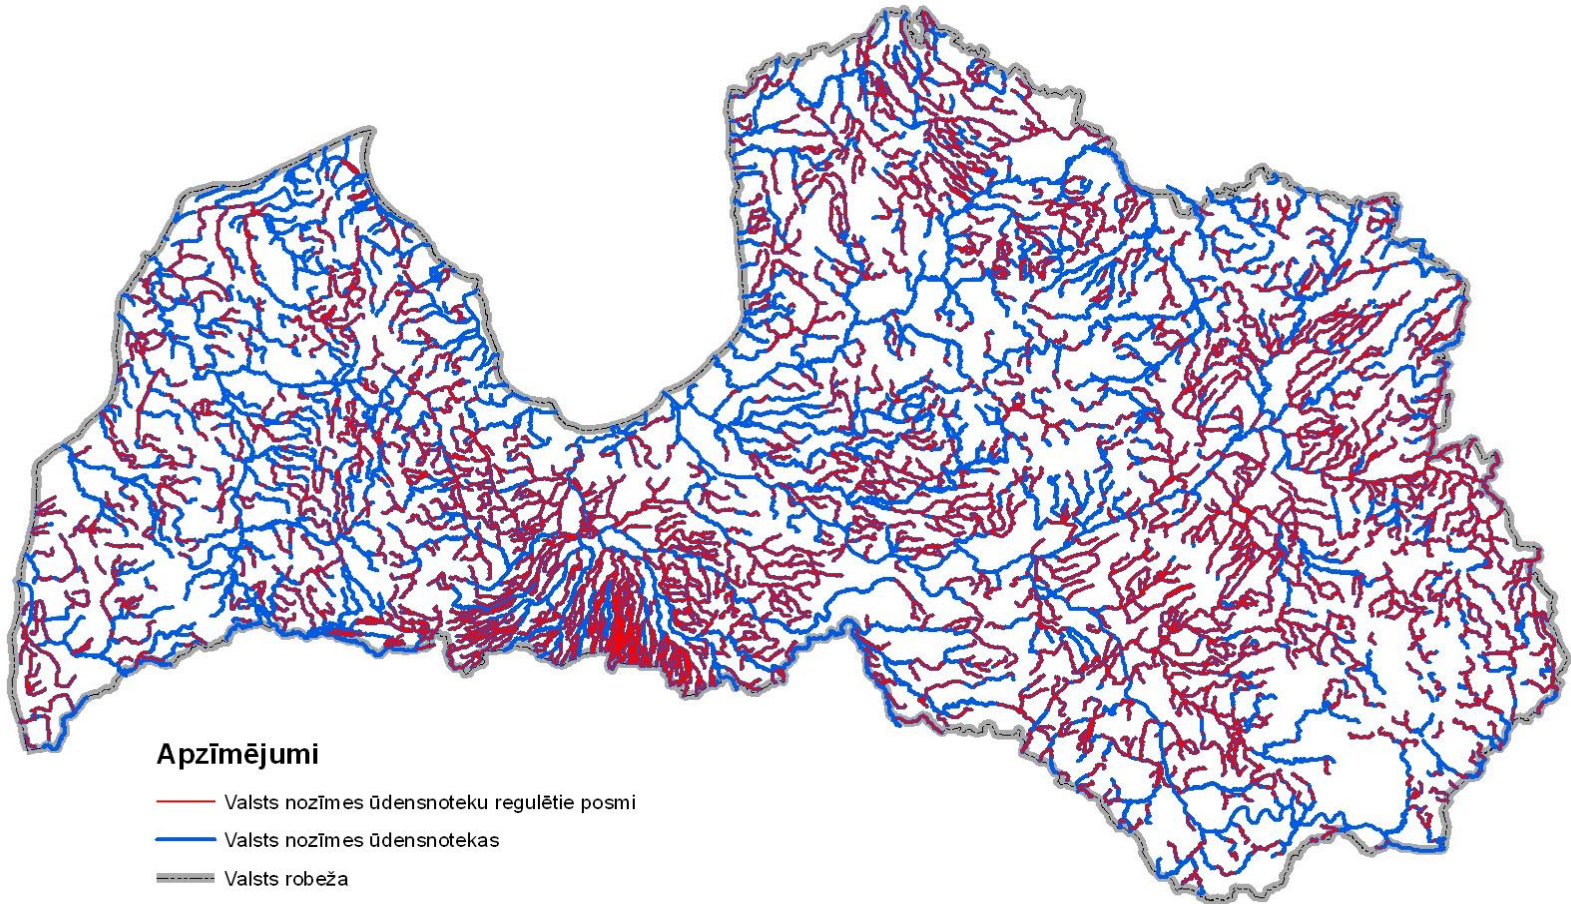 Apzīmējumi
Valsts nozīmes ūdensnoteku regulētie posmi
Valsts nozīmes ūdensnotekas
Valsts robeža